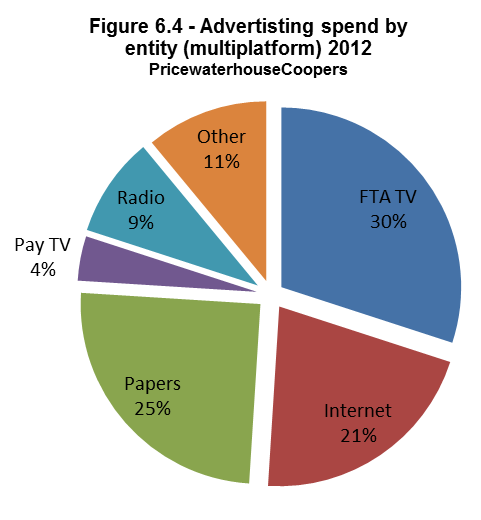 Figure 6.4 - Advertisting spend by
entity (multiplatform) 2012
PricewaterhouseCoopers
Other
11%
FTA TV
30%
Radio
9%
Pay TV
4%
Papers
25%
Internet
21%